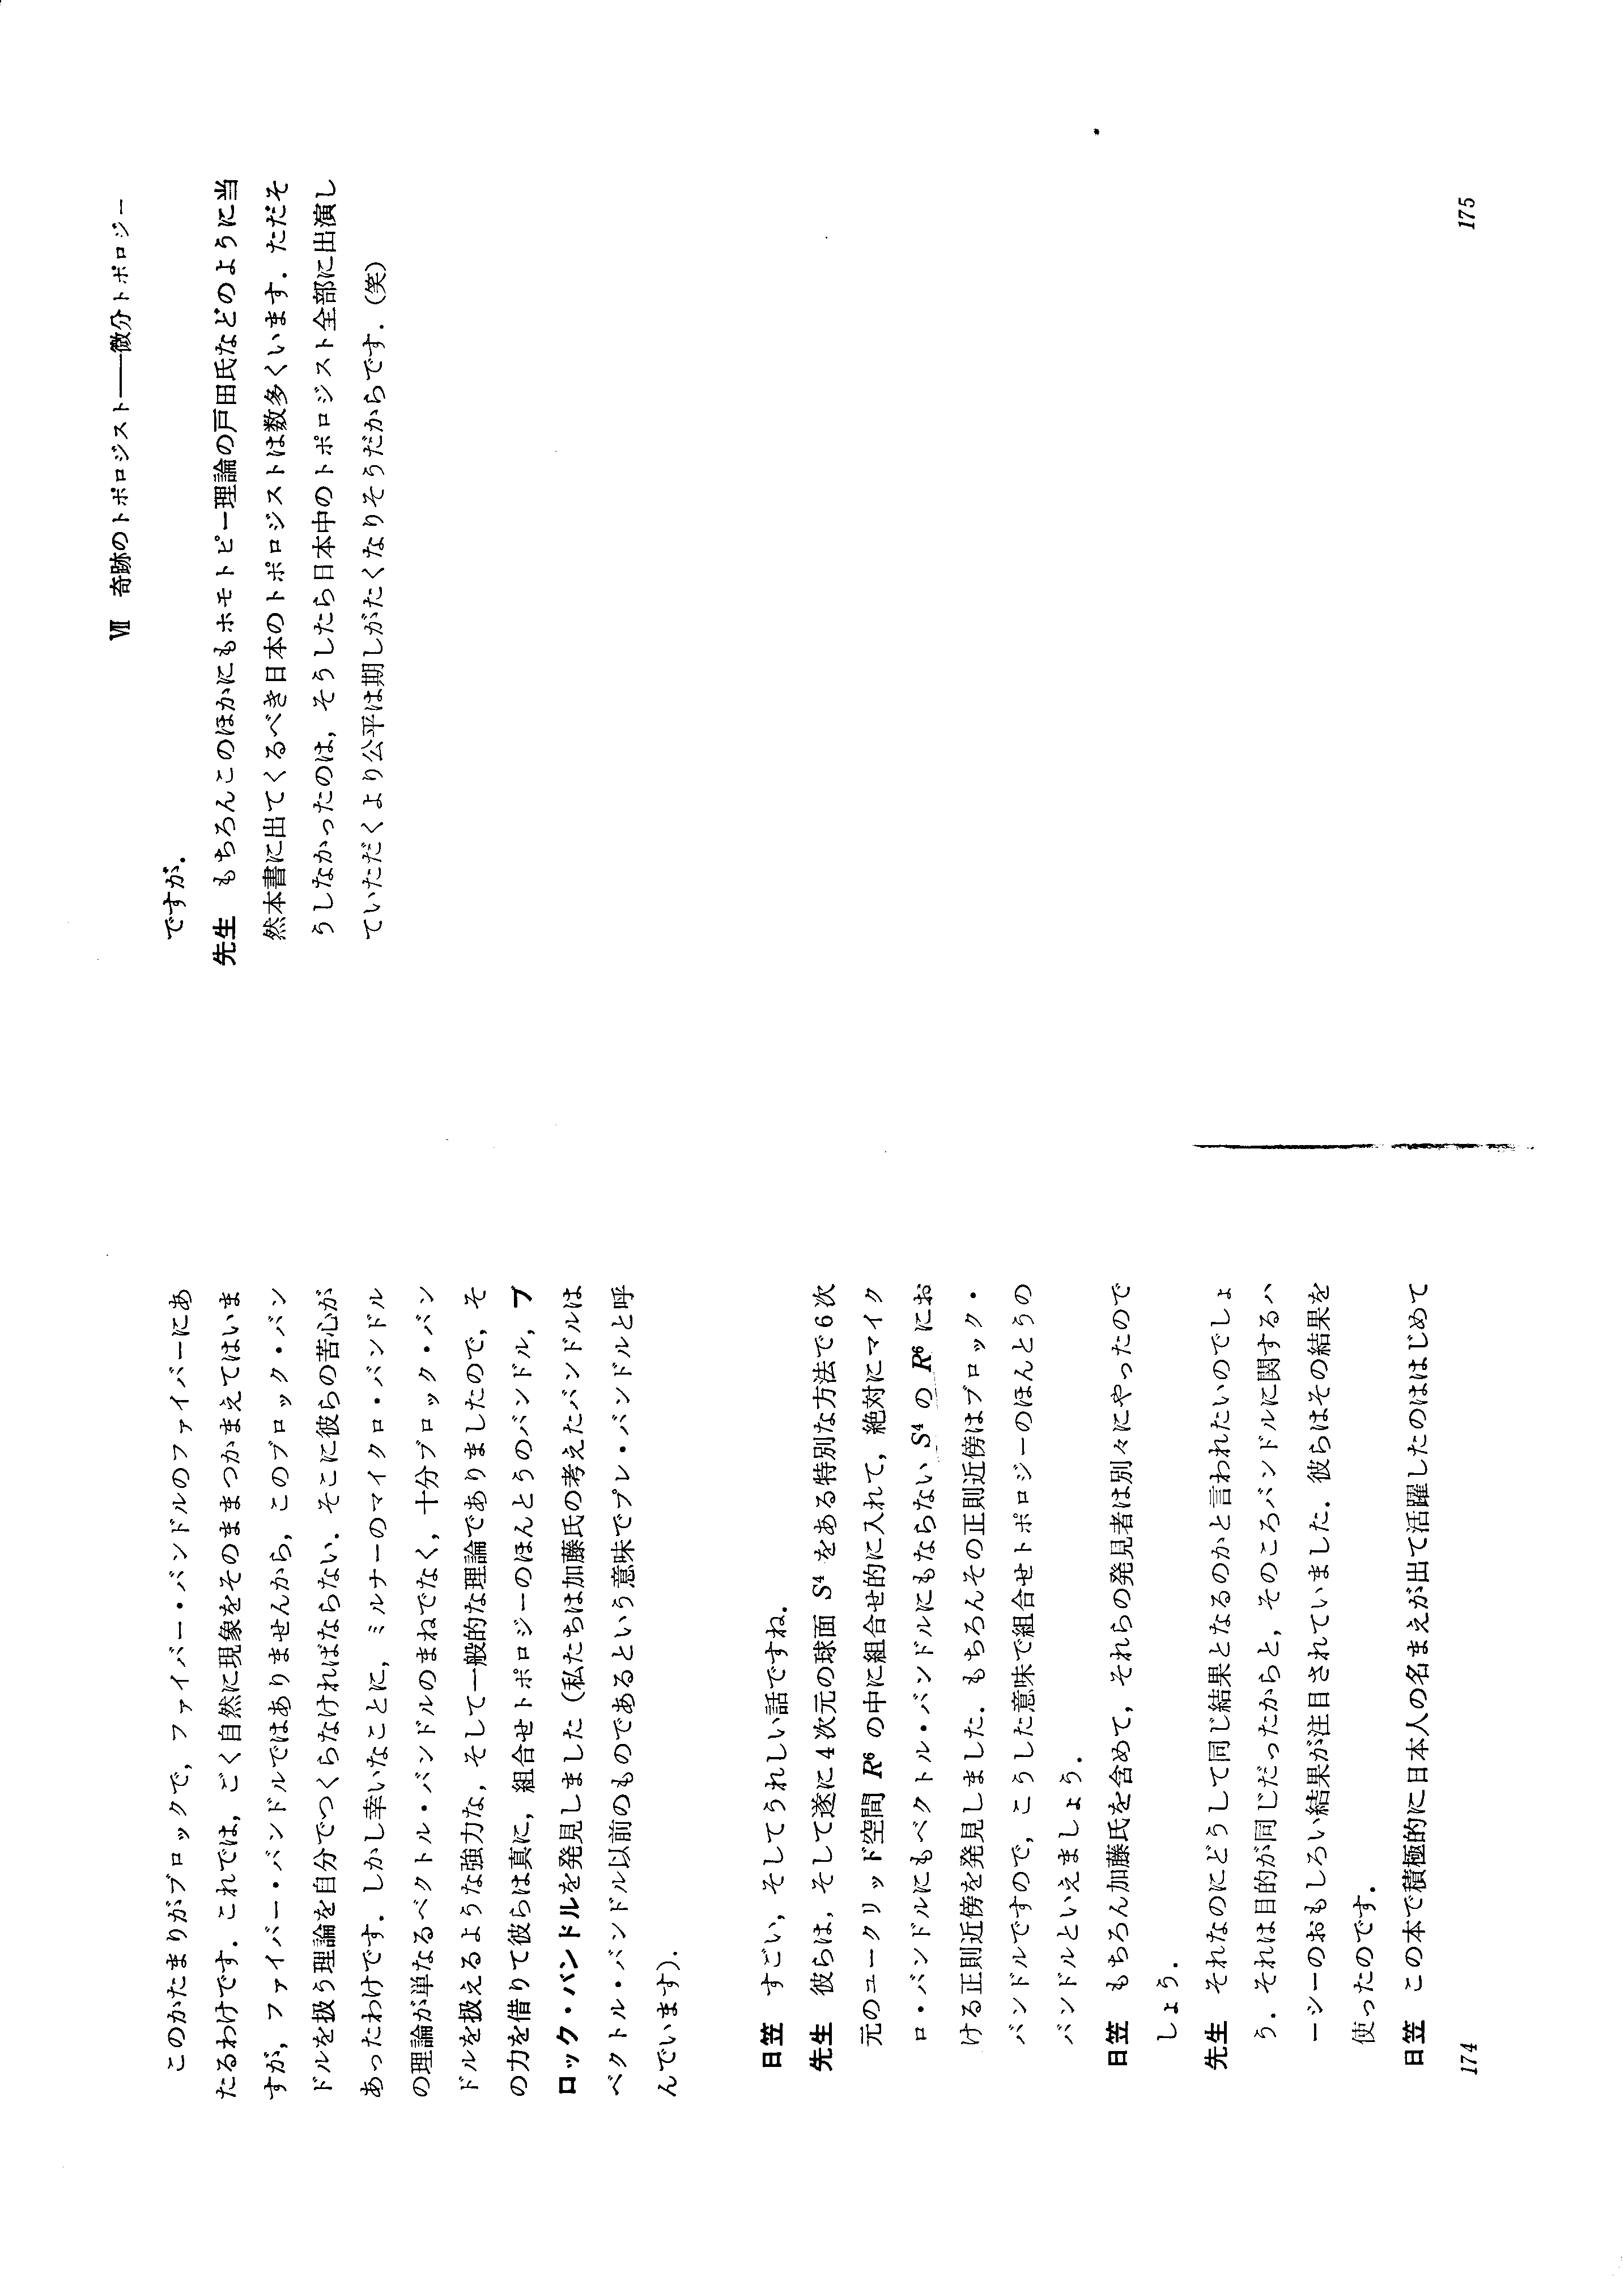 このかたまりがブロックで，ファイバー・バンドルのファイバーにあ
たるわけです．これでは，ごく自然に現象をそのままつかまえてはいま
すが，ファイバー・バンドルではありませんから，このブロック・バン
ドルを扱う理論を自分でつくらなければならない．そこに彼らの苦心が
あったわけです．しかし幸いなことに，ミルナーのマイクロ・バンドル
の理論が単なるベクトル・バンドルのまねでなく，十分ブロック・バン
ドルを扱えるような強力な，そして一般的な理論でありましたので，そ
の力を借りて彼らは真に，組合せトポロジーのほんとうのバンドル，ブ
ロック・バンドルを発見しました（私たちは加藤氏の考えたバンドルは
ベクトル・バンドル以前のものであるという意味でプレ・バンドルと呼
んでいます）．
日笠　すごい，そしてうれしい話ですね．
先生　彼らは，そして遂に4次元の球面 S⁴ をある特別な方法で6次
元のユークリッド空間 R⁶ の中に組合せ的に入れて，絶対にマイク
ロ・バンドルにもベクトル・バンドルにもならない S⁴ の R⁶ にお
ける正則近傍を発見しました．もちろんその正則近傍はブロック・
バンドルですので，こうした意味で組合せトポロジーのほんとうの
バンドルといえましょう．
日笠　もちろん加藤氏を含めて，それらの発見者は別々にやったので
しょう．
先生　それなのにどうして同じ結果となるのかと言われたいのでしょ
う．それは目的が同じだったからと，そのころバンドルに関するハ
ーシーのおもしろい結果が注目されていました．彼らはその結果を
使ったのです．
日笠　この本で積極的に日本人の名まえが出て活躍したのははじめて
174
Ⅶ　奇跡のトポロジスト――微分トポロジー
ですが．
先生　もちろんこのほかにもホモトピー理論の戸田氏などのように当
然本書に出てくるべき日本のトポロジストは数多くいます．ただそ
うしなかったのは，そうしたら日本中のトポロジスト全部に出演し
ていただくより公平は期しがたくなりそうだからです．（笑）
175